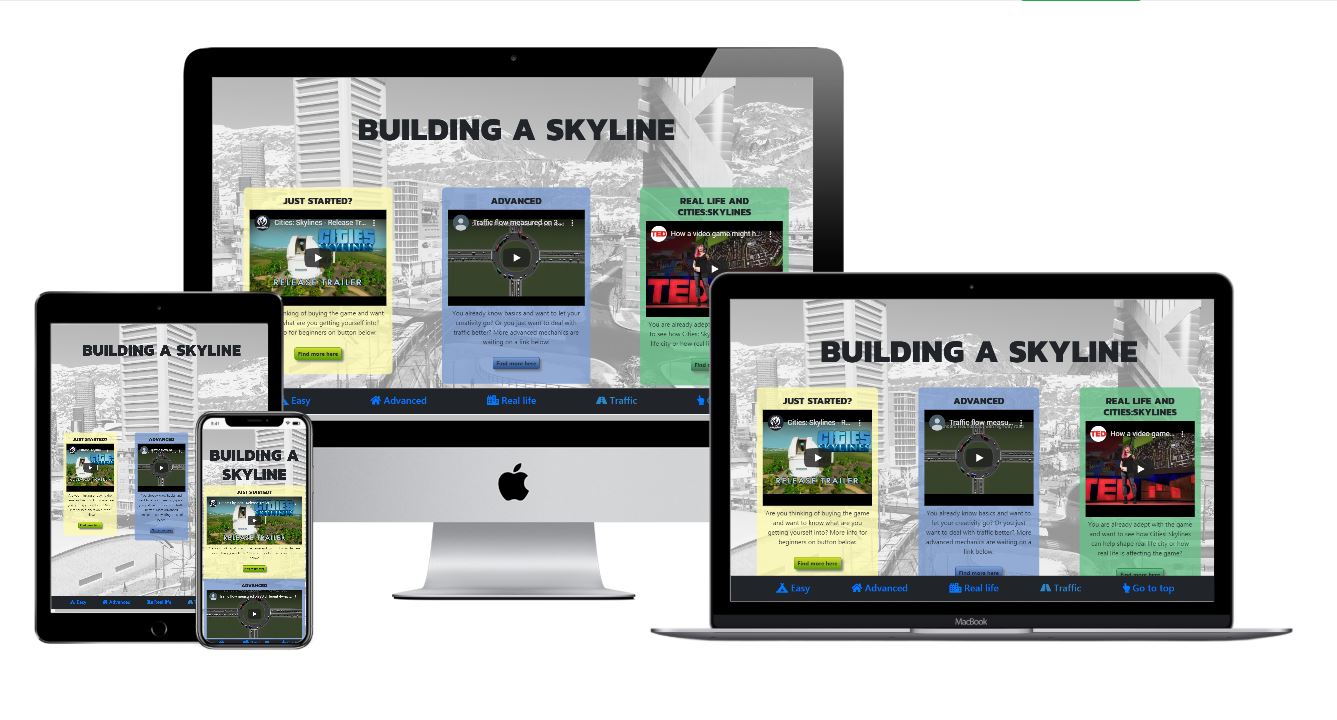 BUILDING A SKYLINE
JUST STARTED?
Cities: Skylines - Release Tr...
CITIES
SKYLINES
RELEASE TRAILER
thinking of buying the game and want
what are you getting yourself into?
for beginners on button below:
Find more here
ADVANCED
Traffic flow measured on 3...
You already know basics and want to let your
creativity go? Or you just want to deal with
traffic better? More advanced mechanics are
waiting on a link below:
Find more here
REAL LIFE AND
CITIES:SKYLINES
TED
How a video game might h...
TED
You are already adept
to see how Cities: Sky
life city or how real li
Find
Easy
Advanced
Real life
Traffic
BUILDING A SKYLINE
JUST STARTED?
RELEASE TRAILER
ADVANCED
Easy
Advanced
Real life
9:41
BUILDING A
SKYLINE
JUST STARTED?
CITIES
RELEASE TRAILER
ADVANCED
BUILDING A SKYLINE
JUST STARTED?
Cities: Skylines - R...
CITIES
SKYLINES
RELEASE TRAILER
Are you thinking of buying the game
and want to know what are you
getting yourself into? More info for
beginners on button below:
Find more here
ADVANCED
Traffic flow measu...
You already know basics and want to
let your creativity go? Or you just
want to deal with traffic better? More
advanced mechanics are waiting on a
link below:
Find more here
REAL LIFE AND
CITIES:SKYLINES
TED
How a video game...
TED
You are already adept with the game
and want to see how Cities: Skylines
can help shape real life city or how
real life is affecting the game?
Find more here
Easy
Advanced
Real life
Traffic
Go to top
MacBook